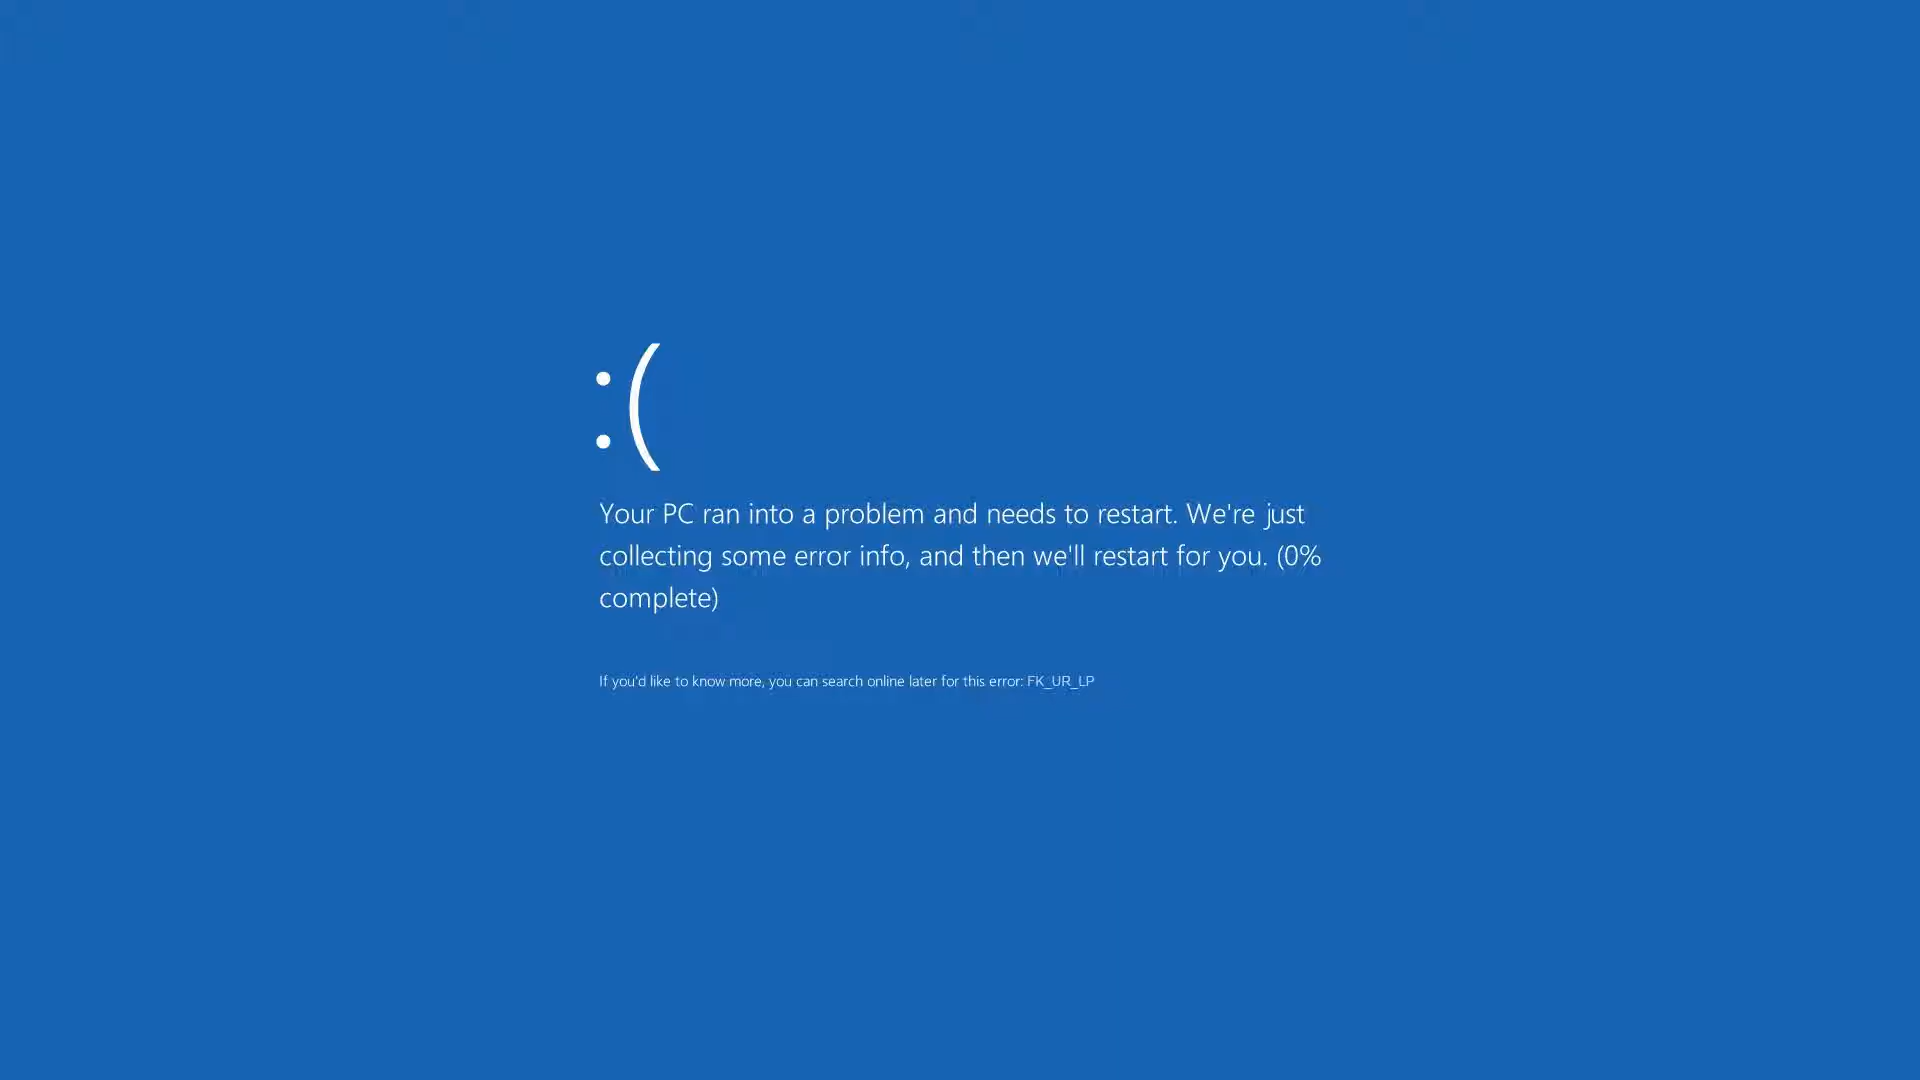 :(
Your PC ran into a problem and needs to restart. We're just
collecting some error info, and then we'll restart for you. (0%
complete)
If you'd like to know more, you can search online later for this error: FK_UR_LP